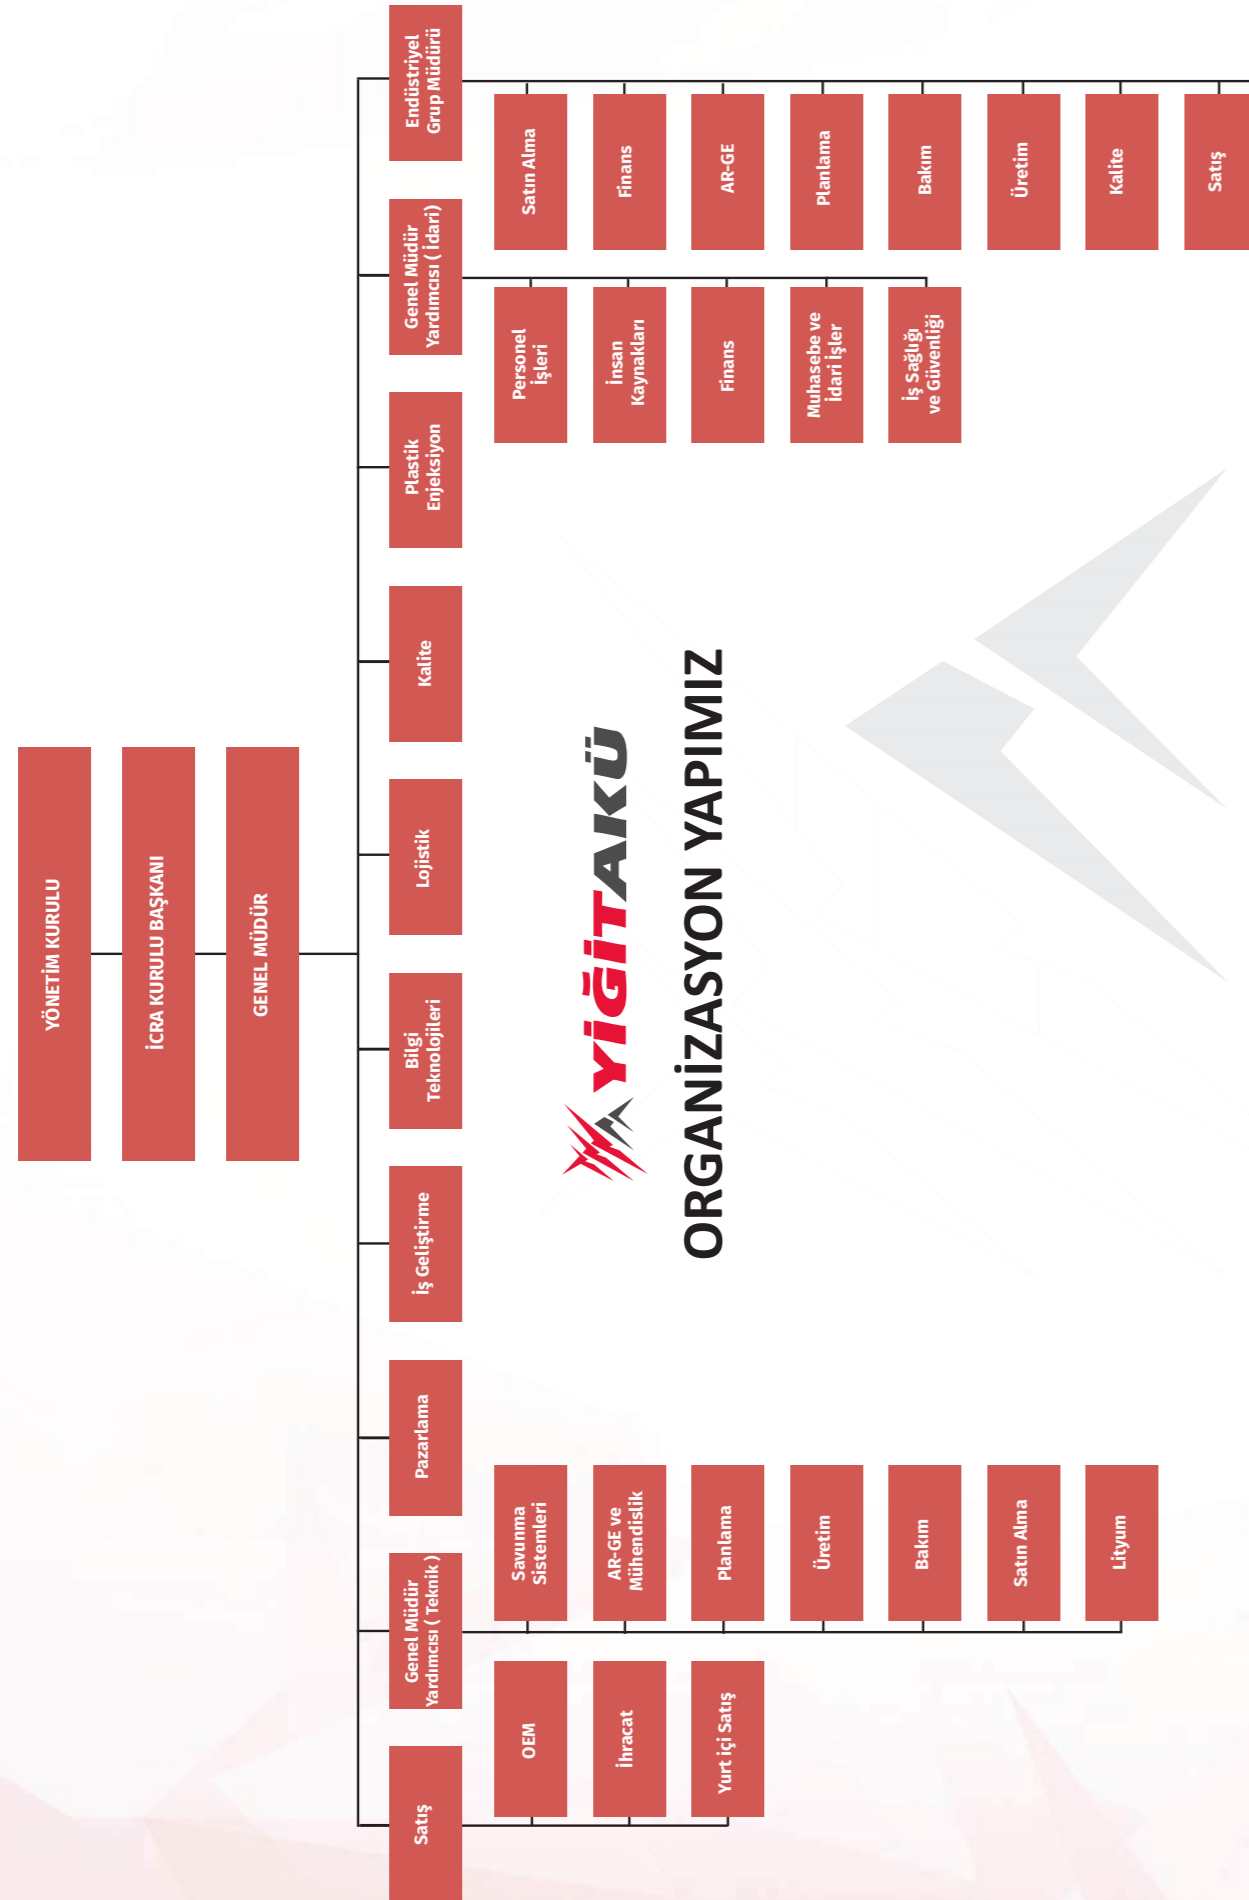 YÖNETİM KURULU
İCRA KURULU BAŞKANI
GENEL MÜDÜR
Satış
Genel Müdür
Yardımcısı ( Teknik )
Pazarlama
İş Geliştirme
Bilgi
Teknolojileri
Lojistik
Kalite
Plastik
Enjeksiyon
Genel Müdür
Yardımcısı ( İdari)
Endüstriyel
Grup Müdürü
OEM
İhracat
Yurt içi Satış
Savunma
Sistemleri
AR-GE ve
Mühendislik
Planlama
Üretim
Bakım
Satın Alma
Lityum
YİĞİTAKÜ
ORGANİZASYON YAPIMIZ
Personel
İşleri
İnsan
Kaynakları
Finans
Muhasebe ve
İdari İşler
İş Sağlığı
ve Güvenliği
Satın Alma
Finans
AR-GE
Planlama
Bakım
Üretim
Kalite
Satış